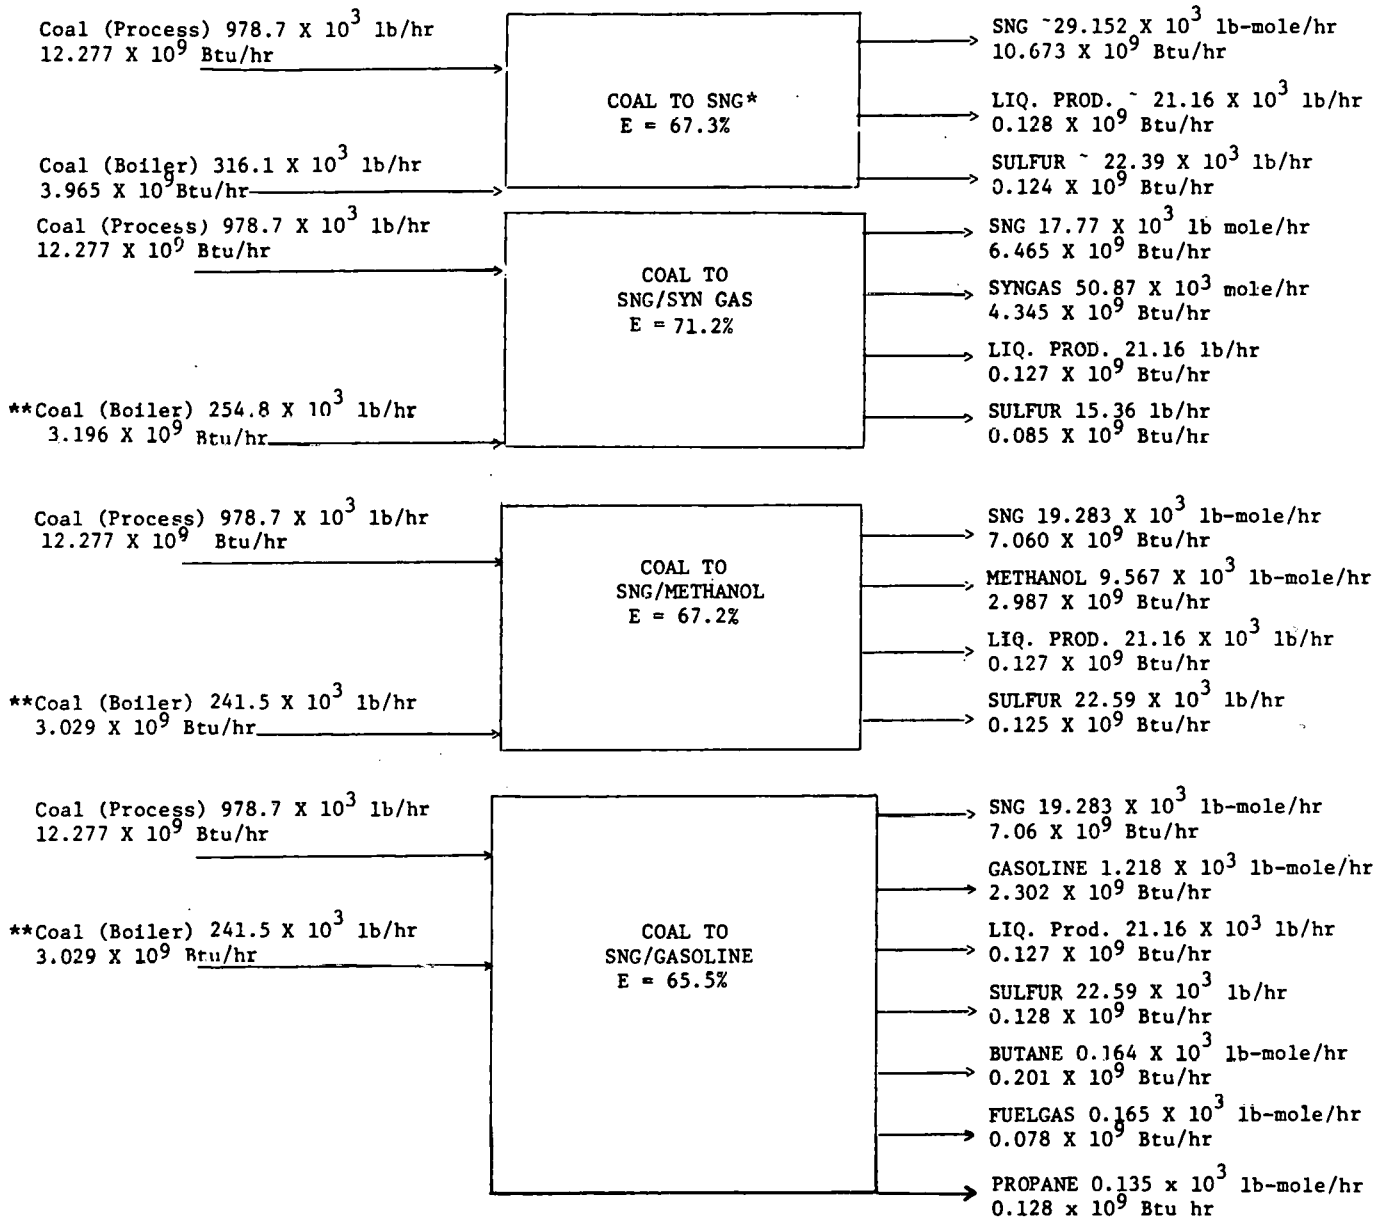 Coal (Process) 978.7 X 10³ lb/hr
12.277 X 10⁹ Btu/hr
Coal (Boiler) 316.1 X 10³ lb/hr
3.965 X 10⁹ Btu/hr
COAL TO SNG*
E = 67.3%
SNG ~29.152 X 10³ lb-mole/hr
10.673 X 10⁹ Btu/hr
LIQ. PROD. ~ 21.16 X 10³ lb/hr
0.128 X 10⁹ Btu/hr
SULFUR ~ 22.39 X 10³ lb/hr
0.124 X 10⁹ Btu/hr
Coal (Process) 978.7 X 10³ lb/hr
12.277 X 10⁹ Btu/hr
**Coal (Boiler) 254.8 X 10³ lb/hr
3.196 X 10⁹ Btu/hr
COAL TO
SNG/SYN GAS
E = 71.2%
SNG 17.77 X 10³ lb mole/hr
6.465 X 10⁹ Btu/hr
SYNGAS 50.87 X 10³ mole/hr
4.345 X 10⁹ Btu/hr
LIQ. PROD. 21.16 lb/hr
0.127 X 10⁹ Btu/hr
SULFUR 15.36 lb/hr
0.085 X 10⁹ Btu/hr
Coal (Process) 978.7 X 10³ lb/hr
12.277 X 10⁹ Btu/hr
**Coal (Boiler) 241.5 X 10³ lb/hr
3.029 X 10⁹ Btu/hr
COAL TO
SNG/METHANOL
E = 67.2%
SNG 19.283 X 10³ lb-mole/hr
7.060 X 10⁹ Btu/hr
METHANOL 9.567 X 10³ lb-mole/hr
2.987 X 10⁹ Btu/hr
LIQ. PROD. 21.16 X 10³ lb/hr
0.127 X 10⁹ Btu/hr
SULFUR 22.59 X 10³ lb/hr
0.125 X 10⁹ Btu/hr
Coal (Process) 978.7 X 10³ lb/hr
12.277 X 10⁹ Btu/hr
**Coal (Boiler) 241.5 X 10³ lb/hr
3.029 X 10⁹ Btu/hr
COAL TO
SNG/GASOLINE
E = 65.5%
SNG 19.283 X 10³ lb-mole/hr
7.06 X 10⁹ Btu/hr
GASOLINE 1.218 X 10³ lb-mole/hr
2.302 X 10⁹ Btu/hr
LIQ. Prod. 21.16 X 10³ lb/hr
0.127 X 10⁹ Btu/hr
SULFUR 22.59 X 10³ lb/hr
0.128 X 10⁹ Btu/hr
BUTANE 0.164 X 10³ lb-mole/hr
0.201 X 10⁹ Btu/hr
FUELGAS 0.165 X 10³ lb-mole/hr
0.078 X 10⁹ Btu/hr
PROPANE 0.135 x 10³ lb-mole/hr
0.128 x 10⁹ Btu hr